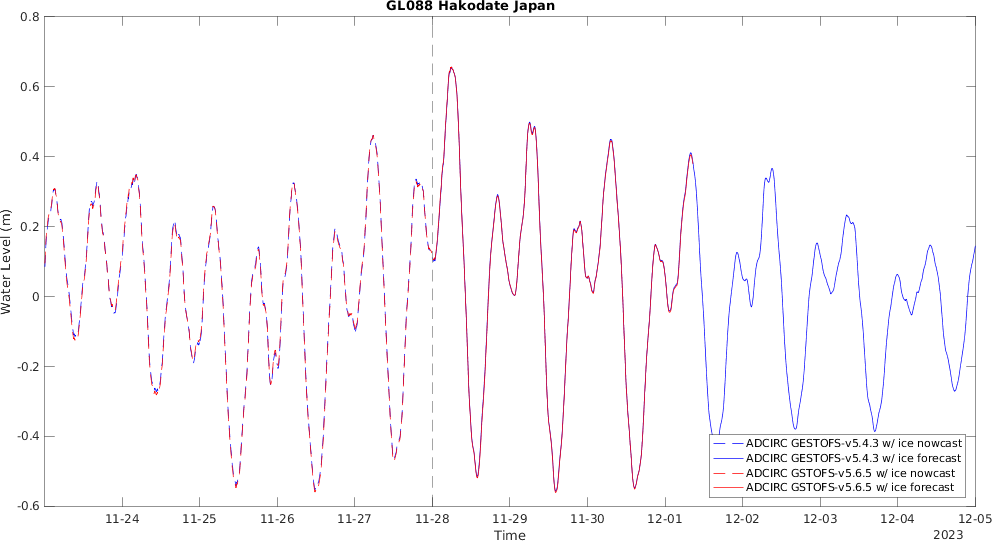 GL088 Hakodate Japan
0.8
0.6
0.4
0.2
0
-0.2
-0.4
-0.6
Water Level (m)
ADCIRC GESTOFS-v5.4.3 w/ ice nowcast
ADCIRC GESTOFS-v5.4.3 w/ ice forecast
ADCIRC GSTOFS-v5.6.5 w/ ice nowcast
ADCIRC GSTOFS-v5.6.5 w/ ice forecast
11-24 11-25 11-26 11-27 11-28 11-29 11-30 12-01 12-02 12-03 12-04 12-05
Time
2023